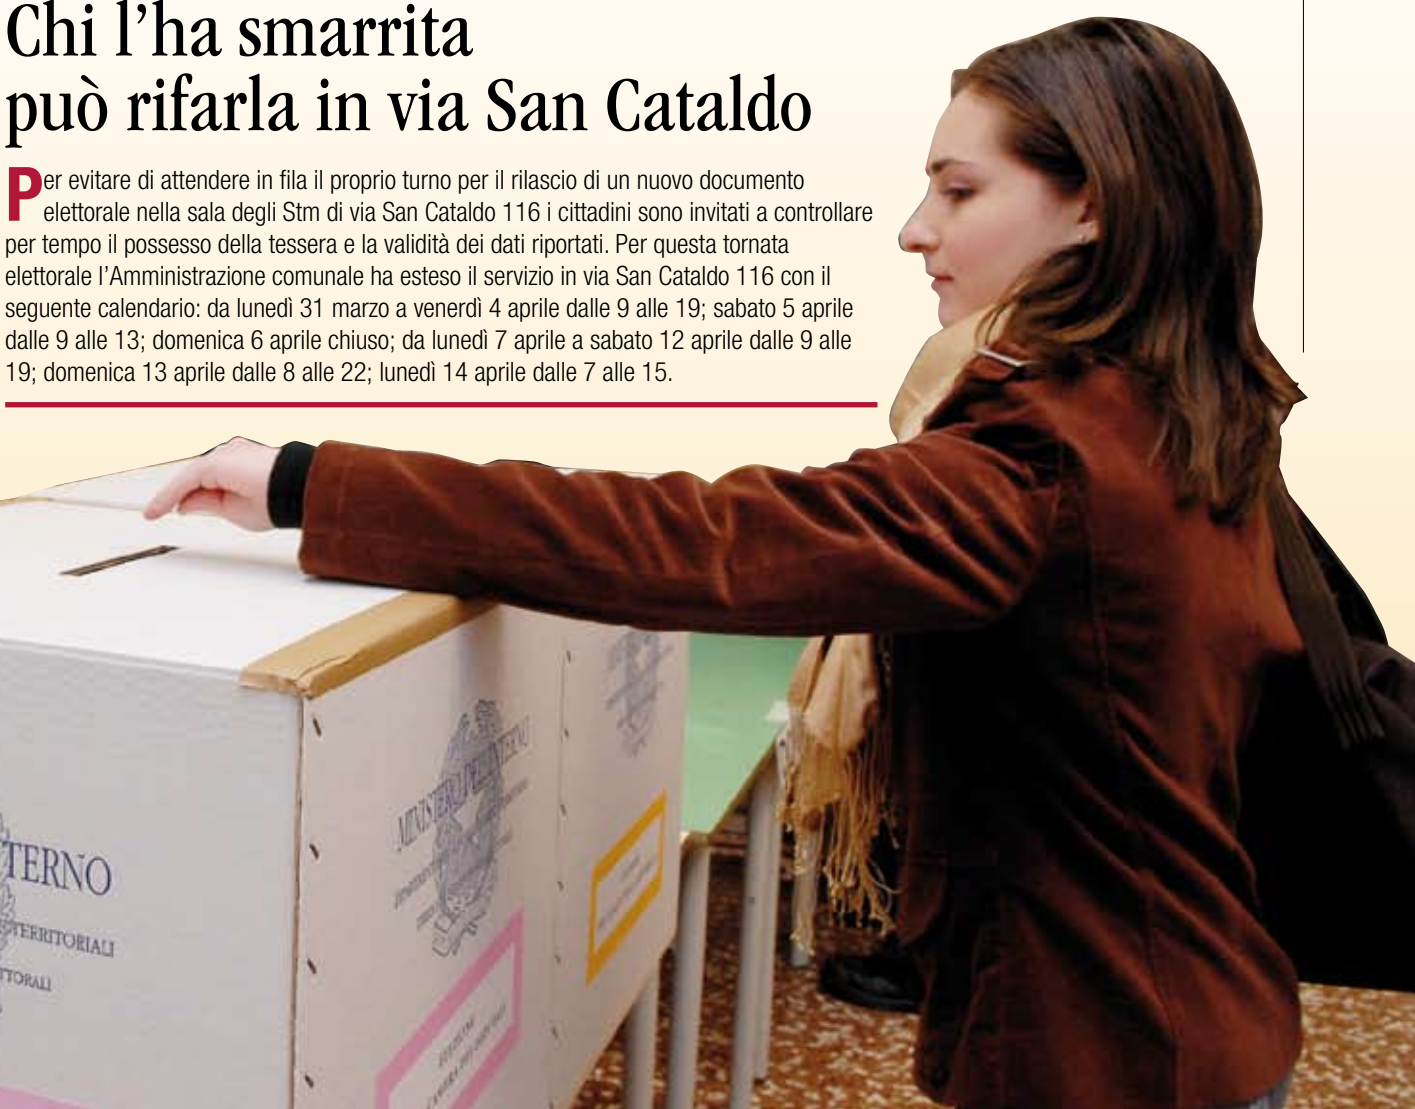 Chi l’ha smarrita
può rifarla in via San Cataldo
Per evitare di attendere in fila il proprio turno per il rilascio di un nuovo documento
elettorale nella sala degli Stm di via San Cataldo 116 i cittadini sono invitati a controllare
per tempo il possesso della tessera e la validità dei dati riportati. Per questa tornata
elettorale l’Amministrazione comunale ha esteso il servizio in via San Cataldo 116 con il
seguente calendario: da lunedì 31 marzo a venerdì 4 aprile dalle 9 alle 19; sabato 5 aprile
dalle 9 alle 13; domenica 6 aprile chiuso; da lunedì 7 aprile a sabato 12 aprile dalle 9 alle
19; domenica 13 aprile dalle 8 alle 22; lunedì 14 aprile dalle 7 alle 15.
MINISTERO DELL'INTERNO
TERNO
TERRITORIALI
TTORALI